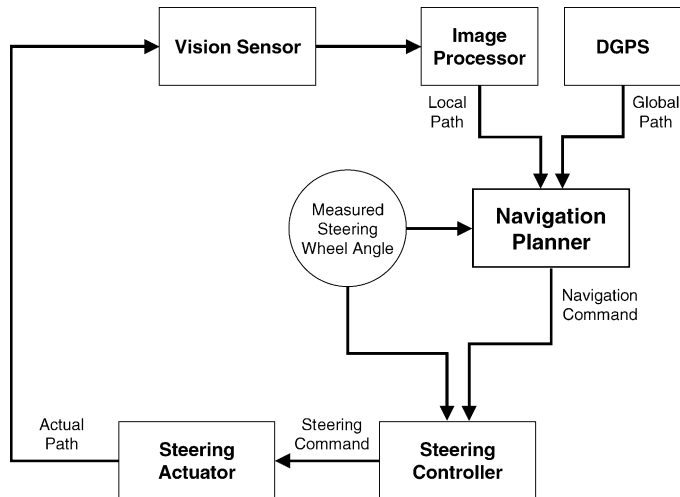 Vision Sensor
Image
Processor
DGPS
Local
Path
Global
Path
Measured
Steering
Wheel Angle
Navigation
Planner
Navigation
Command
Actual
Path
Steering
Actuator
Steering
Command
Steering
Controller